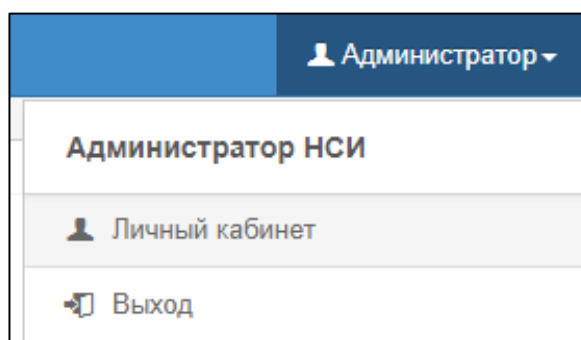 Администратор
Администратор НСИ
Личный кабинет
Выход